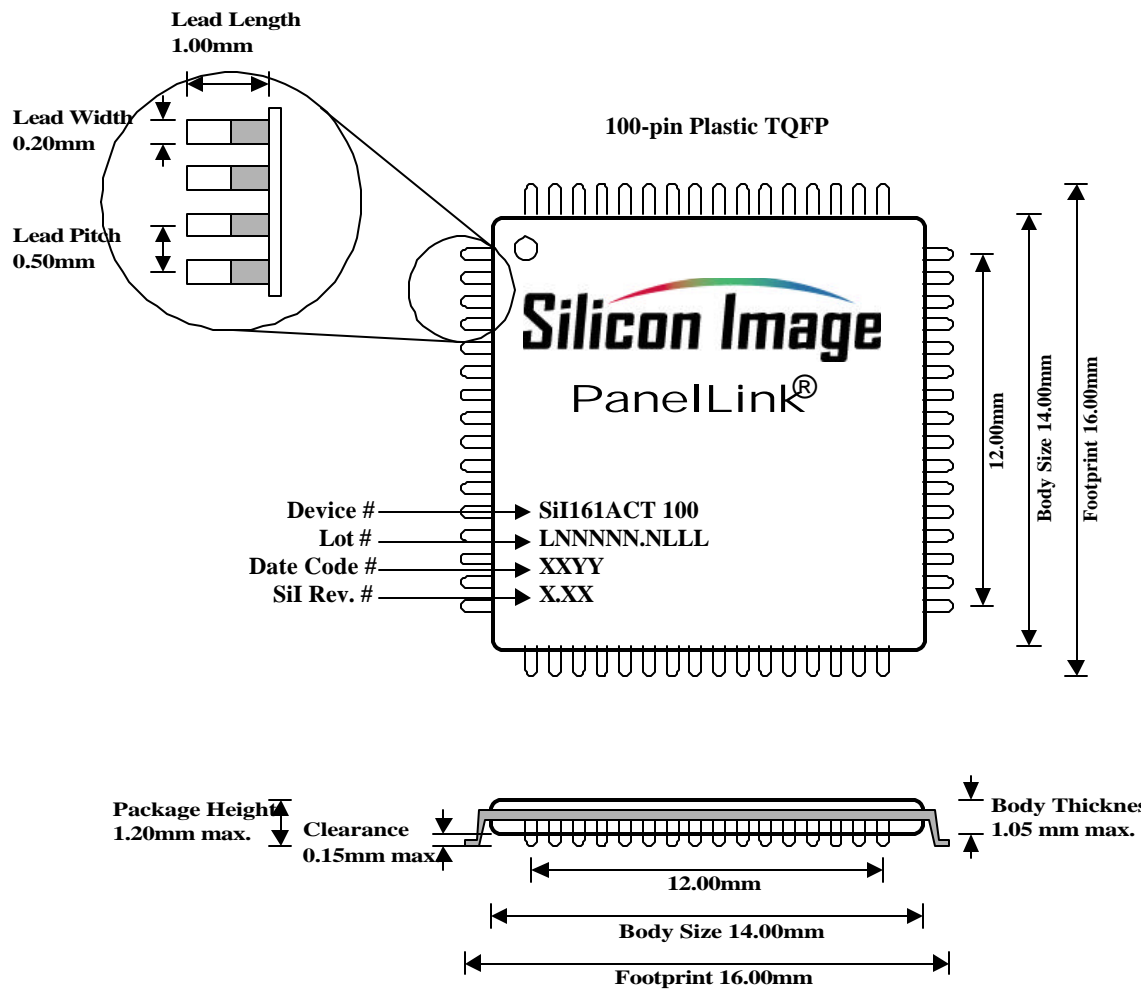 Lead Length
1.00mm
Lead Width
0.20mm
100-pin Plastic TQFP
Lead Pitch
0.50mm
Silicon Image
PanelLink®
12.00mm
Body Size 14.00mm
Footprint 16.00mm
Device # SiI161ACT 100
Lot # LNNNNN.NLLL
Date Code # XXYY
SiI Rev. # X.XX
Package Height
1.20mm max.
Clearance
0.15mm max.
Body Thicknes
1.05 mm max.
12.00mm
Body Size 14.00mm
Footprint 16.00mm